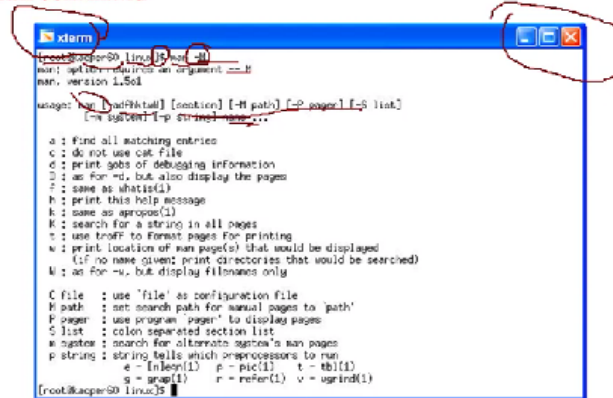 xterm
[root@kacper60 linux]$ man -M
man: option requires an argument -- M
man, version 1.5o1
usage: man [-adfhktwW] [section] [-M path] [-P pager] [-S list]
[-m system] [-p string] name ...
a : find all matching entries
c : do not use cat file
d : print gobs of debugging information
D : as for -d, but also display the pages
f : same as whatis(1)
h : print this help message
k : same as apropos(1)
K : search for a string in all pages
t : use troff to format pages for printing
w : print location of man page(s) that would be displayed
(if no name given: print directories that would be searched)
W : as for -w, but display filenames only
C file : use `file' as configuration file
M path : set search path for manual pages to `path'
P pager : use program `pager' to display pages
S list : colon separated section list
m system : search for alternate system's man pages
p string : string tells which preprocessors to run
e - [n]eqn(1) p - pic(1) t - tbl(1)
g - grap(1) r - refer(1) v - vgrind(1)
[root@kacper60 linux]$